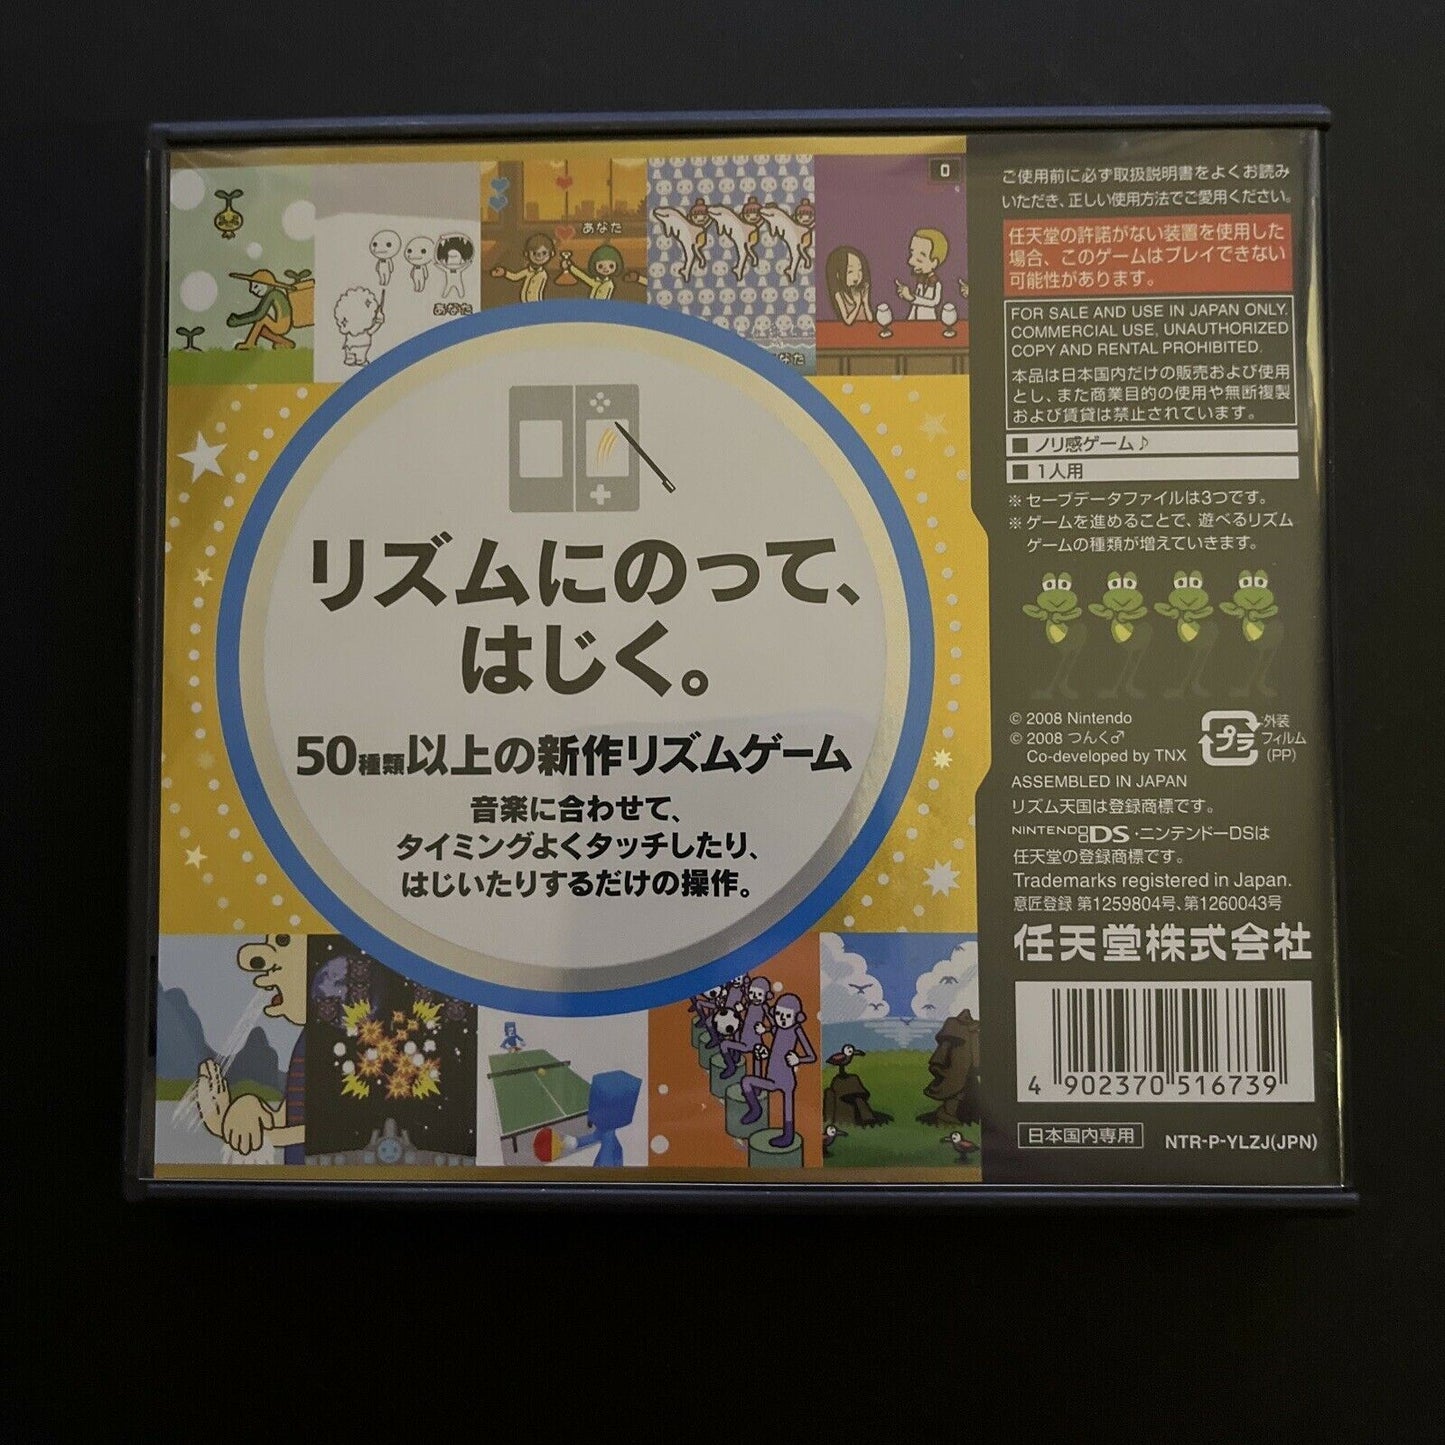 あなた
あなた
あなた
0
リズムにのって、
はじく。
50種類以上の新作リズムゲーム
音楽に合わせて、
タイミングよくタッチしたり、
はじいたりするだけの操作。
ご使用前に必ず取扱説明書をよくお読み
いただき、正しい使用方法でご愛用ください。
任天堂の許諾がない装置を使用した
場合、このゲームはプレイできない
可能性があります。
FOR SALE AND USE IN JAPAN ONLY.
COMMERCIAL USE, UNAUTHORIZED
COPY AND RENTAL PROHIBITED.
本品は日本国内だけの販売および使用
とし、また商業目的の使用や無断複製
および賃貸は禁止されています。
■ ノリ感ゲーム♪
■ 1人用
※ セーブデータファイルは3つです。
※ ゲームを進めることで、遊べるリズム
ゲームの種類が増えていきます。
© 2008 Nintendo
© 2008 つんく♂
Co-developed by TNX
プラ
外装
フィルム
(PP)
ASSEMBLED IN JAPAN
リズム天国は登録商標です。
NINTENDO DS・ニンテンドーDSは
任天堂の登録商標です。
Trademarks registered in Japan.
意匠登録 第1259804号、第1260043号
任天堂株式会社
4 902370 516739
日本国内専用
NTR-P-YLZJ(JPN)